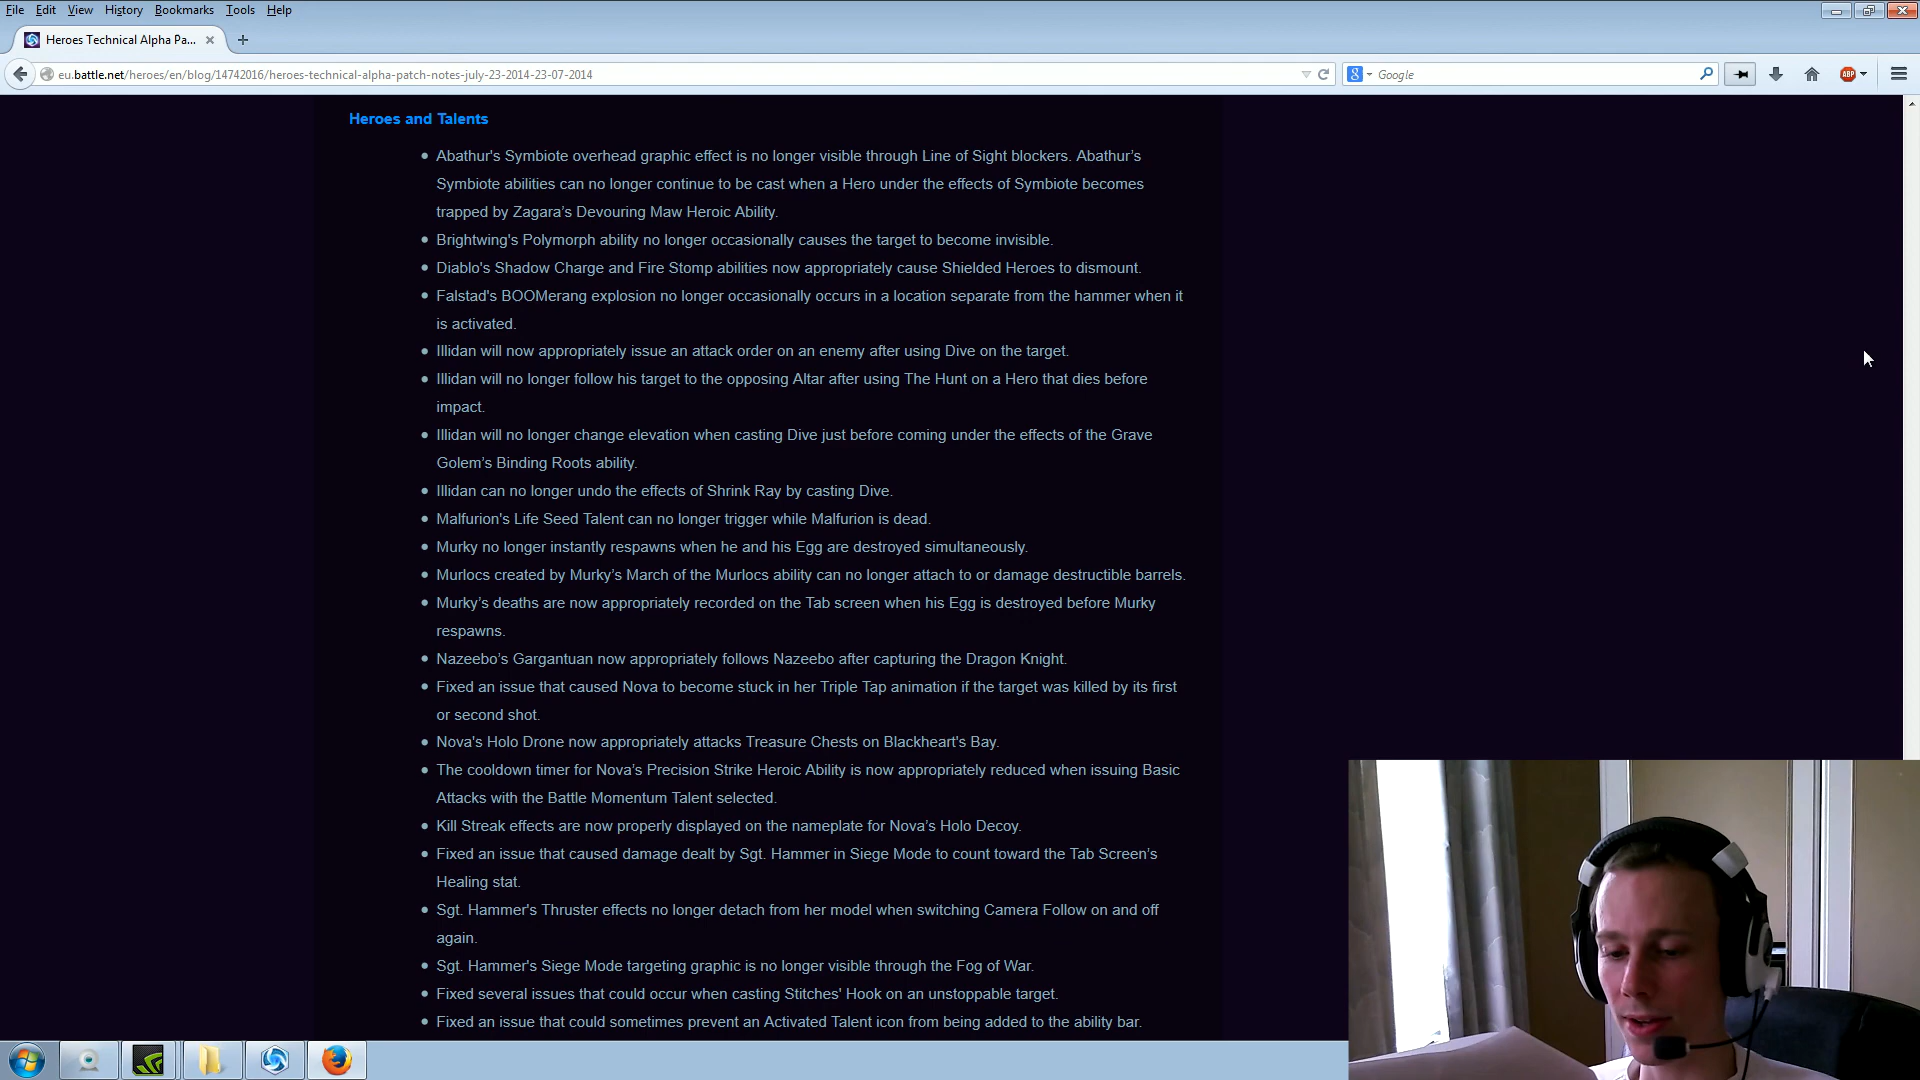 File Edit View History Bookmarks Tools Help
Heroes Technical Alpha Pa...
eu.battle.net/heroes/en/blog/14742016/heroes-technical-alpha-patch-notes-july-23-2014-23-07-2014
Google
ABP
Heroes and Talents
Abathur's Symbiote overhead graphic effect is no longer visible through Line of Sight blockers. Abathur’s
Symbiote abilities can no longer continue to be cast when a Hero under the effects of Symbiote becomes
trapped by Zagara’s Devouring Maw Heroic Ability.
Brightwing's Polymorph ability no longer occasionally causes the target to become invisible.
Diablo's Shadow Charge and Fire Stomp abilities now appropriately cause Shielded Heroes to dismount.
Falstad's BOOMerang explosion no longer occasionally occurs in a location separate from the hammer when it
is activated.
Illidan will now appropriately issue an attack order on an enemy after using Dive on the target.
Illidan will no longer follow his target to the opposing Altar after using The Hunt on a Hero that dies before
impact.
Illidan will no longer change elevation when casting Dive just before coming under the effects of the Grave
Golem’s Binding Roots ability.
Illidan can no longer undo the effects of Shrink Ray by casting Dive.
Malfurion's Life Seed Talent can no longer trigger while Malfurion is dead.
Murky no longer instantly respawns when he and his Egg are destroyed simultaneously.
Murlocs created by Murky’s March of the Murlocs ability can no longer attach to or damage destructible barrels.
Murky’s deaths are now appropriately recorded on the Tab screen when his Egg is destroyed before Murky
respawns.
Nazeebo’s Gargantuan now appropriately follows Nazeebo after capturing the Dragon Knight.
Fixed an issue that caused Nova to become stuck in her Triple Tap animation if the target was killed by its first
or second shot.
Nova's Holo Drone now appropriately attacks Treasure Chests on Blackheart's Bay.
The cooldown timer for Nova’s Precision Strike Heroic Ability is now appropriately reduced when issuing Basic
Attacks with the Battle Momentum Talent selected.
Kill Streak effects are now properly displayed on the nameplate for Nova’s Holo Decoy.
Fixed an issue that caused damage dealt by Sgt. Hammer in Siege Mode to count toward the Tab Screen’s
Healing stat.
Sgt. Hammer's Thruster effects no longer detach from her model when switching Camera Follow on and off
again.
Sgt. Hammer's Siege Mode targeting graphic is no longer visible through the Fog of War.
Fixed several issues that could occur when casting Stitches' Hook on an unstoppable target.
Fixed an issue that could sometimes prevent an Activated Talent icon from being added to the ability bar.